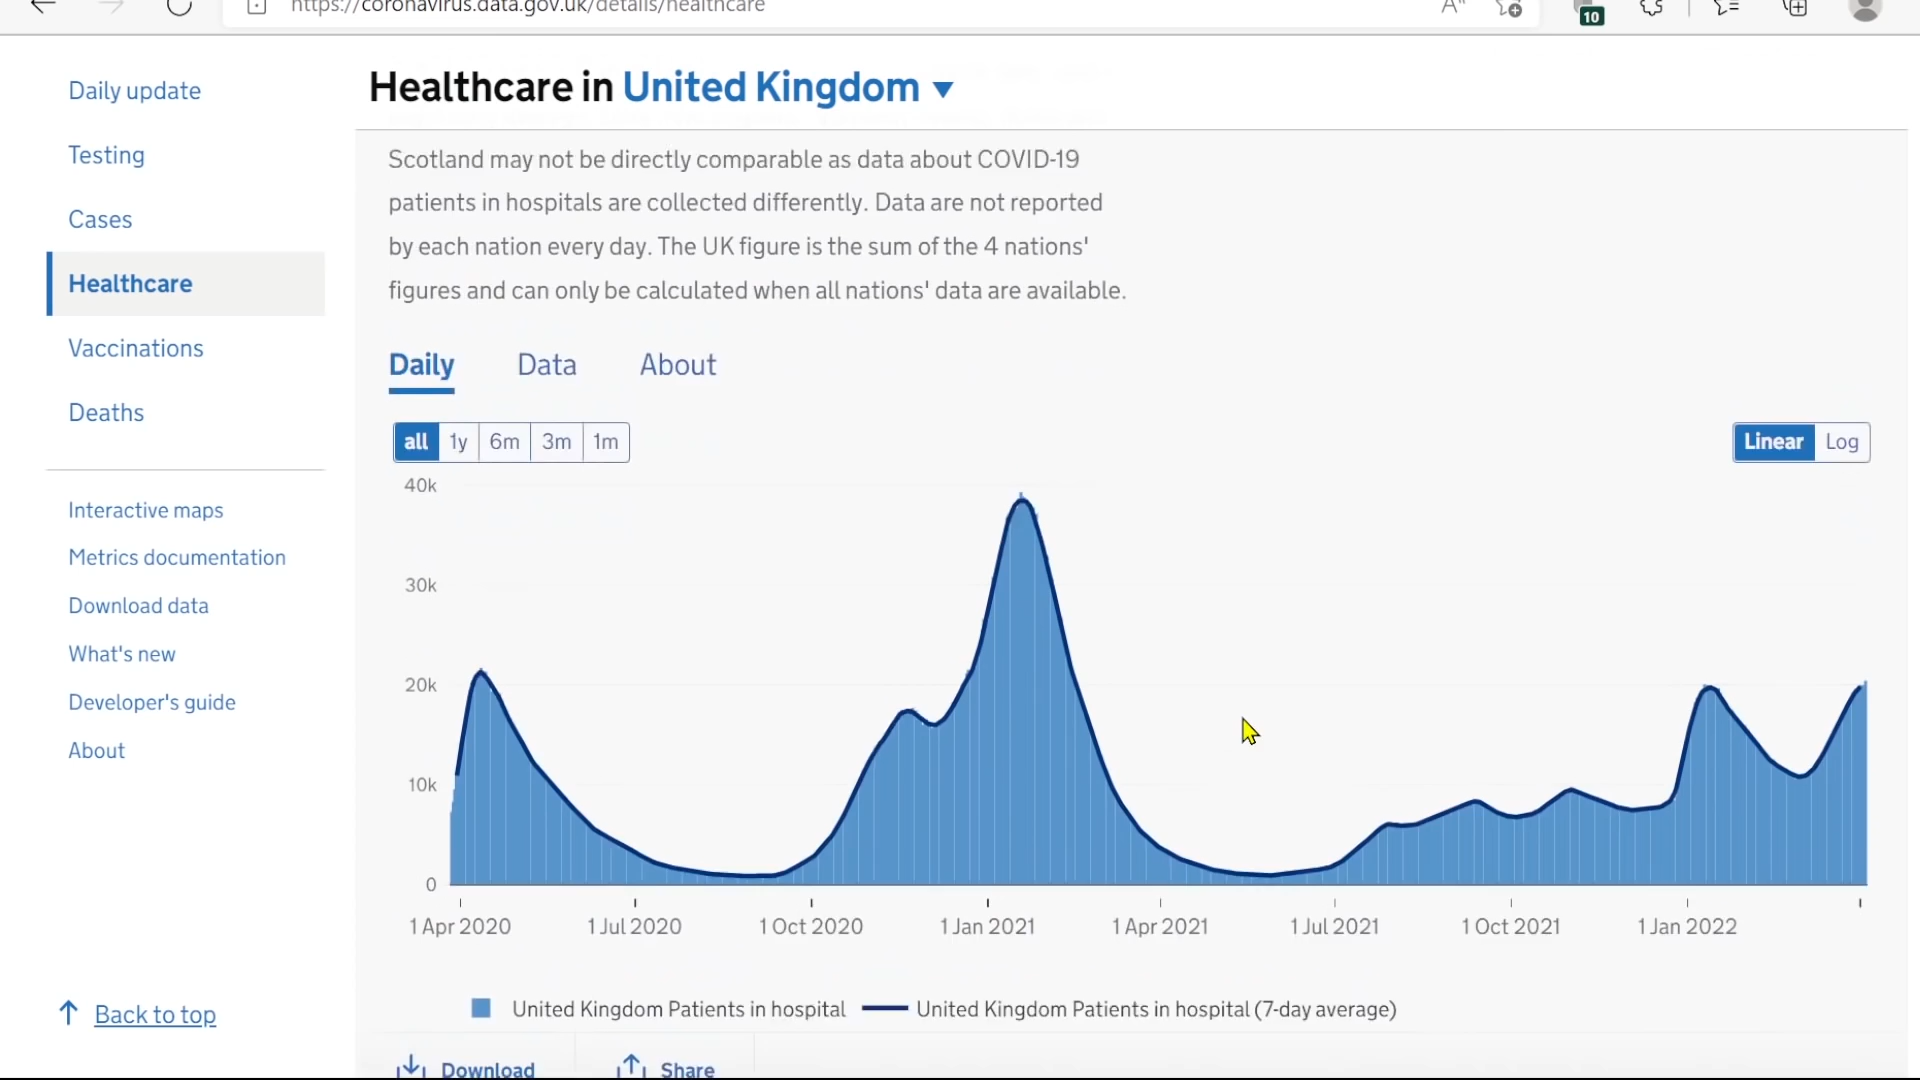 https://coronavirus.data.gov.uk/details/healthcare
10
Daily update
Testing
Cases
Healthcare
Vaccinations
Deaths
Interactive maps
Metrics documentation
Download data
What's new
Developer's guide
About
Back to top
Healthcare in United Kingdom
Scotland may not be directly comparable as data about COVID-19
patients in hospitals are collected differently. Data are not reported
by each nation every day. The UK figure is the sum of the 4 nations'
figures and can only be calculated when all nations' data are available.
Daily Data About
all 1y 6m 3m 1m
Linear Log
40k
30k
20k
10k
0
1 Apr 2020 1 Jul 2020 1 Oct 2020 1 Jan 2021 1 Apr 2021 1 Jul 2021 1 Oct 2021 1 Jan 2022
United Kingdom Patients in hospital United Kingdom Patients in hospital (7-day average)
Download Share